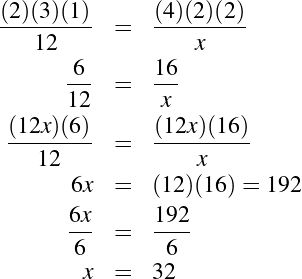 (2)(3)(1)/12 = (4)(2)(2)/x
6/12 = 16/x
(12x)(6)/12 = (12x)(16)/x
6x = (12)(16) = 192
6x/6 = 192/6
x = 32